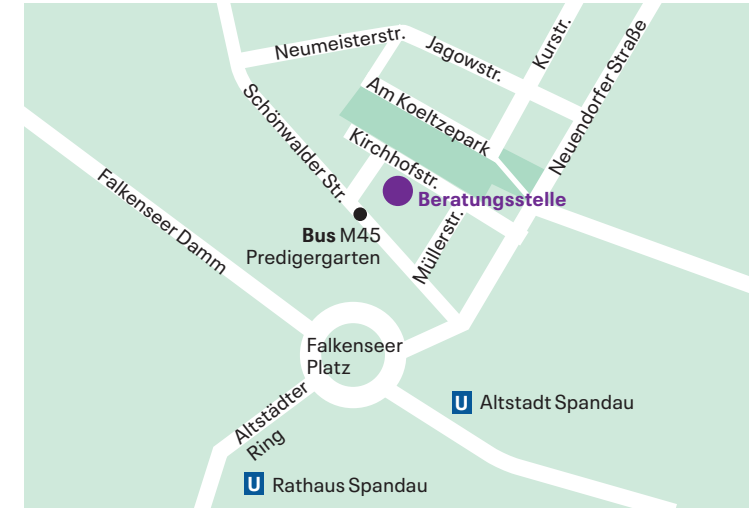 Neumeisterstr.
Jagowstr.
Kurstr.
Neuendorfer Straße
Am Koeltzepark
Schönwalder Str.
Kirchhofstr.
Beratungsstelle
Falkenseer Damm
Bus M45
Predigergarten
Müllerstr.
Falkenseer
Platz
Altstädter
Ring
U Altstadt Spandau
U Rathaus Spandau